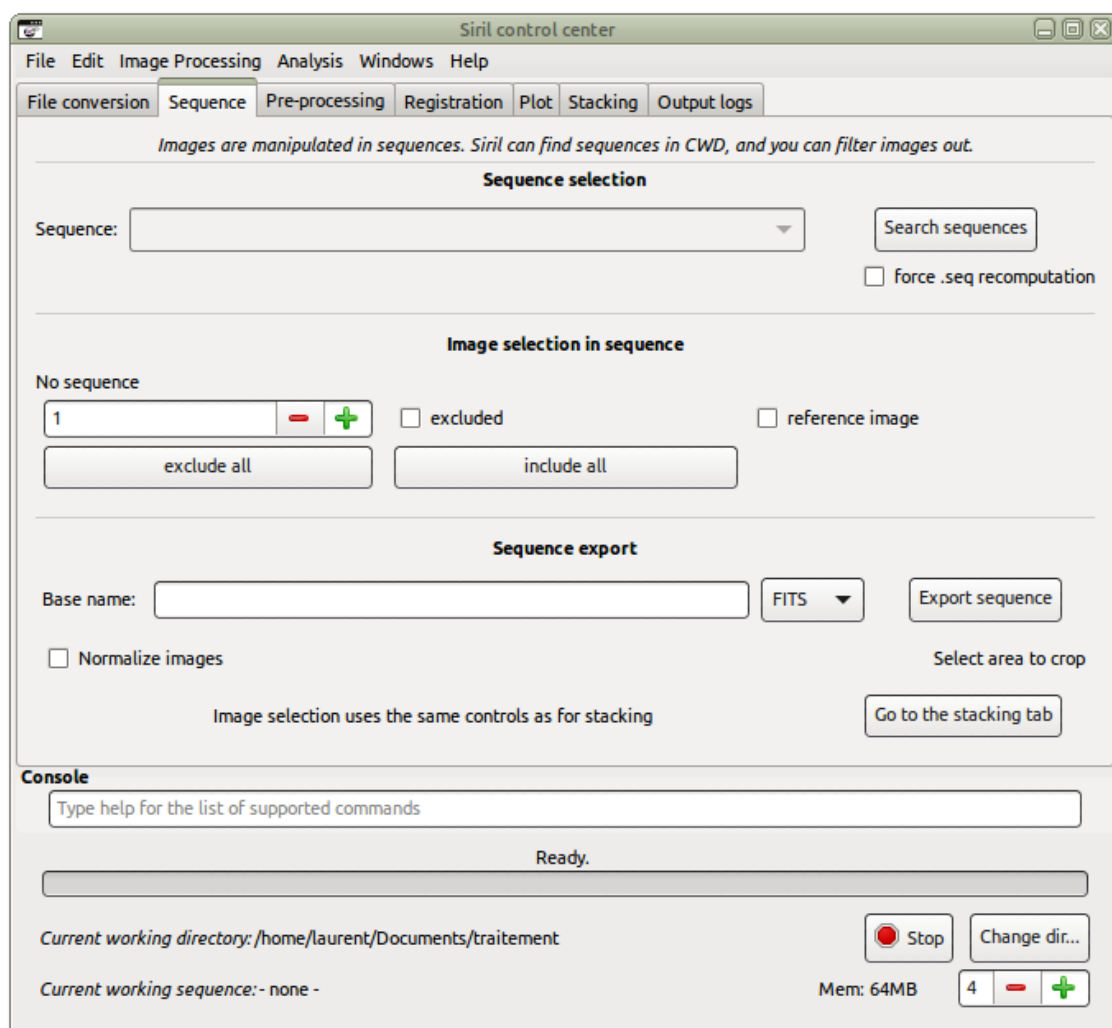 Siril control center
File Edit Image Processing Analysis Windows Help
File conversion Sequence Pre-processing Registration Plot Stacking Output logs
Images are manipulated in sequences. Siril can find sequences in CWD, and you can filter images out.
Sequence selection
Sequence: Search sequences
force .seq recomputation
Image selection in sequence
No sequence
1 excluded reference image
exclude all include all
Sequence export
Base name: FITS Export sequence
Normalize images Select area to crop
Image selection uses the same controls as for stacking Go to the stacking tab
Console
Type help for the list of supported commands
Ready.
Current working directory: /home/laurent/Documents/traitement Stop Change dir...
Current working sequence: - none - Mem: 64MB 4